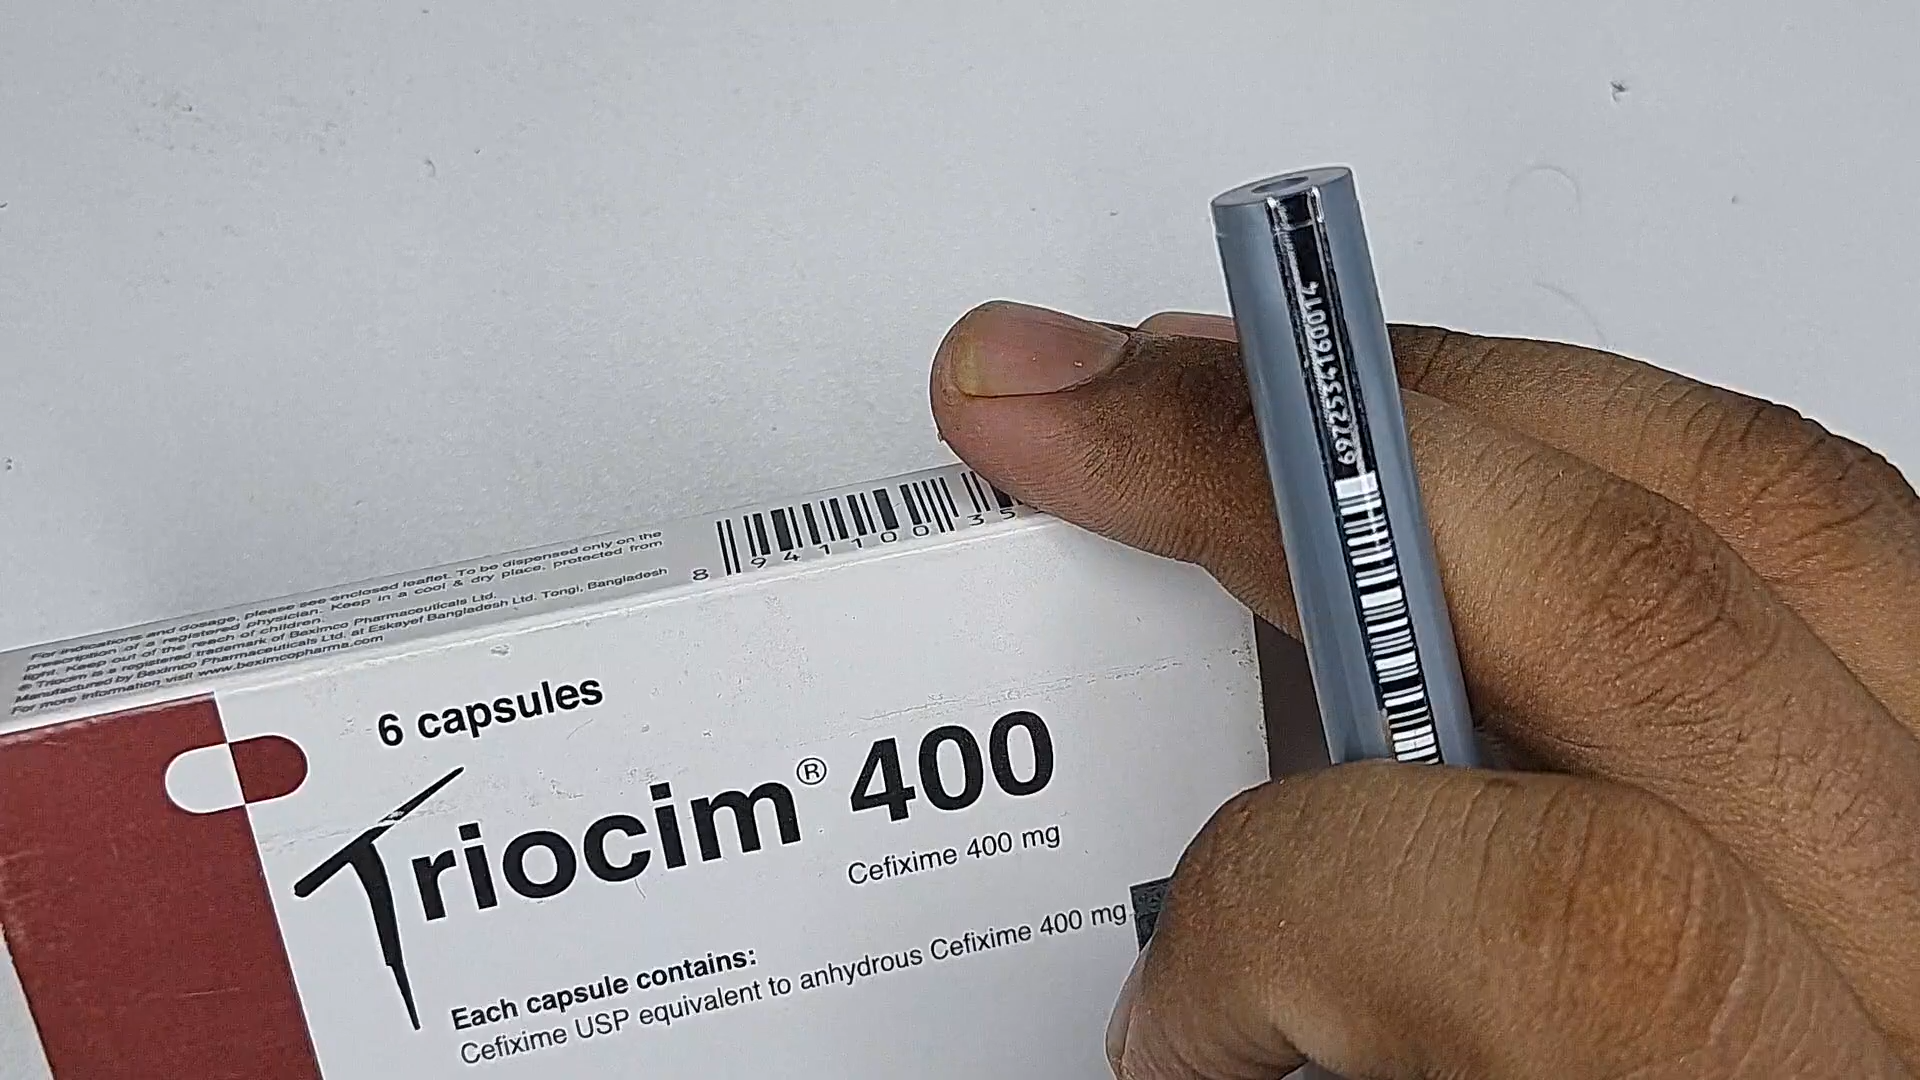 For indications and dosage, please see enclosed leaflet. To be dispensed only on the
prescription of a registered physician. Keep in a cool & dry place, protected from
light. Keep out of the reach of children.
® Triocim is a registered trademark of Beximco Pharmaceuticals Ltd.
Manufactured by Beximco Pharmaceuticals Ltd. at Eskayef Bangladesh Ltd. Tongi, Bangladesh
For more information visit www.beximcopharma.com
8 941100 35
6 capsules
Triocim® 400
Cefixime 400 mg
Each capsule contains:
Cefixime USP equivalent to anhydrous Cefixime 400 mg
6972534160014